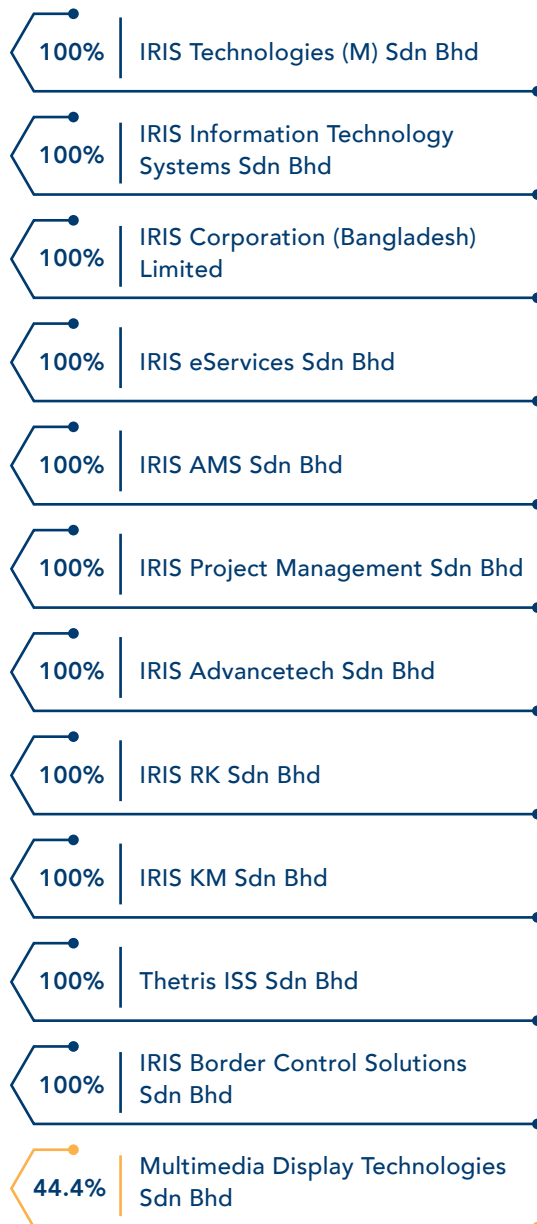 100% IRIS Technologies (M) Sdn Bhd
100% IRIS Information Technology
Systems Sdn Bhd
100% IRIS Corporation (Bangladesh)
Limited
100% IRIS eServices Sdn Bhd
100% IRIS AMS Sdn Bhd
100% IRIS Project Management Sdn Bhd
100% IRIS Advancetech Sdn Bhd
100% IRIS RK Sdn Bhd
100% IRIS KM Sdn Bhd
100% Thetris ISS Sdn Bhd
100% IRIS Border Control Solutions
Sdn Bhd
44.4% Multimedia Display Technologies
Sdn Bhd